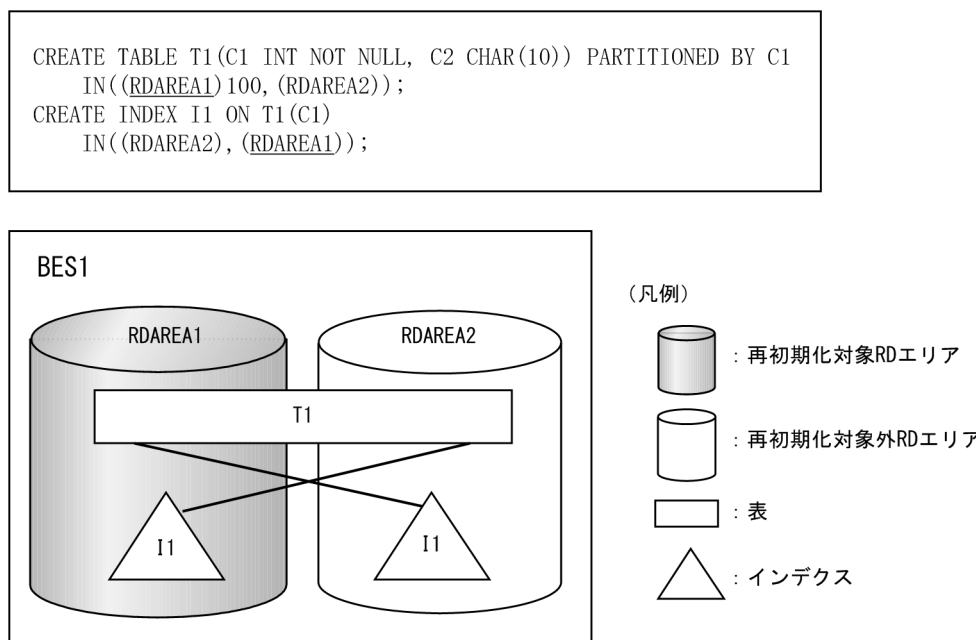 CREATE TABLE T1(C1 INT NOT NULL, C2 CHAR(10)) PARTITIONED BY C1
IN((RDAREA1)100,(RDAREA2));
CREATE INDEX I1 ON T1(C1)
IN((RDAREA2),(RDAREA1));
BES1
RDAREA1
RDAREA2
T1
I1
I1
（凡例）
：再初期化対象RDエリア
：再初期化対象外RDエリア
：表
：インデクス